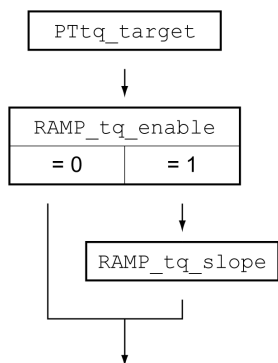 PTtq_target
RAMP_tq_enable
= 0 = 1
RAMP_tq_slope